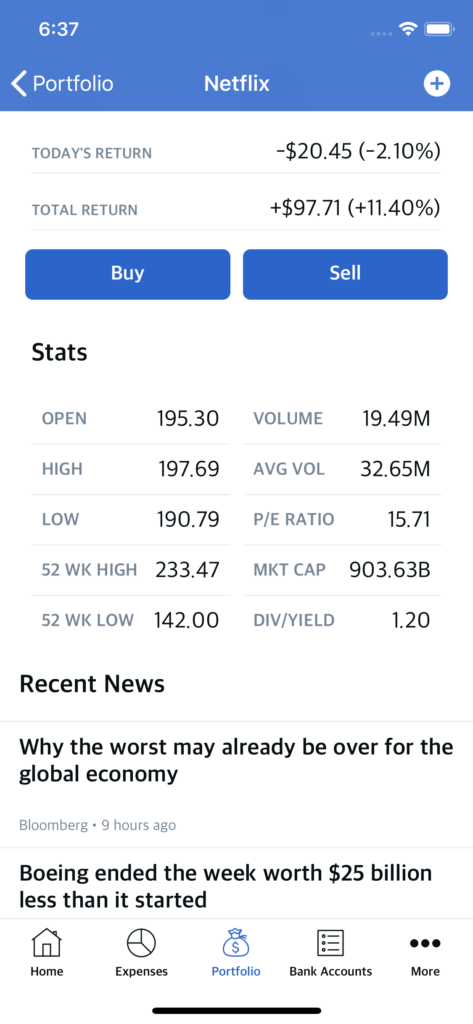 6:37
Portfolio Netflix
TODAY'S RETURN -$20.45 (-2.10%)
TOTAL RETURN +$97.71 (+11.40%)
Buy Sell
Stats
OPEN 195.30 VOLUME 19.49M
HIGH 197.69 AVG VOL 32.65M
LOW 190.79 P/E RATIO 15.71
52 WK HIGH 233.47 MKT CAP 903.63B
52 WK LOW 142.00 DIV/YIELD 1.20
Recent News
Why the worst may already be over for the
global economy
Bloomberg • 9 hours ago
Boeing ended the week worth $25 billion
less than it started
Home Expenses Portfolio Bank Accounts More